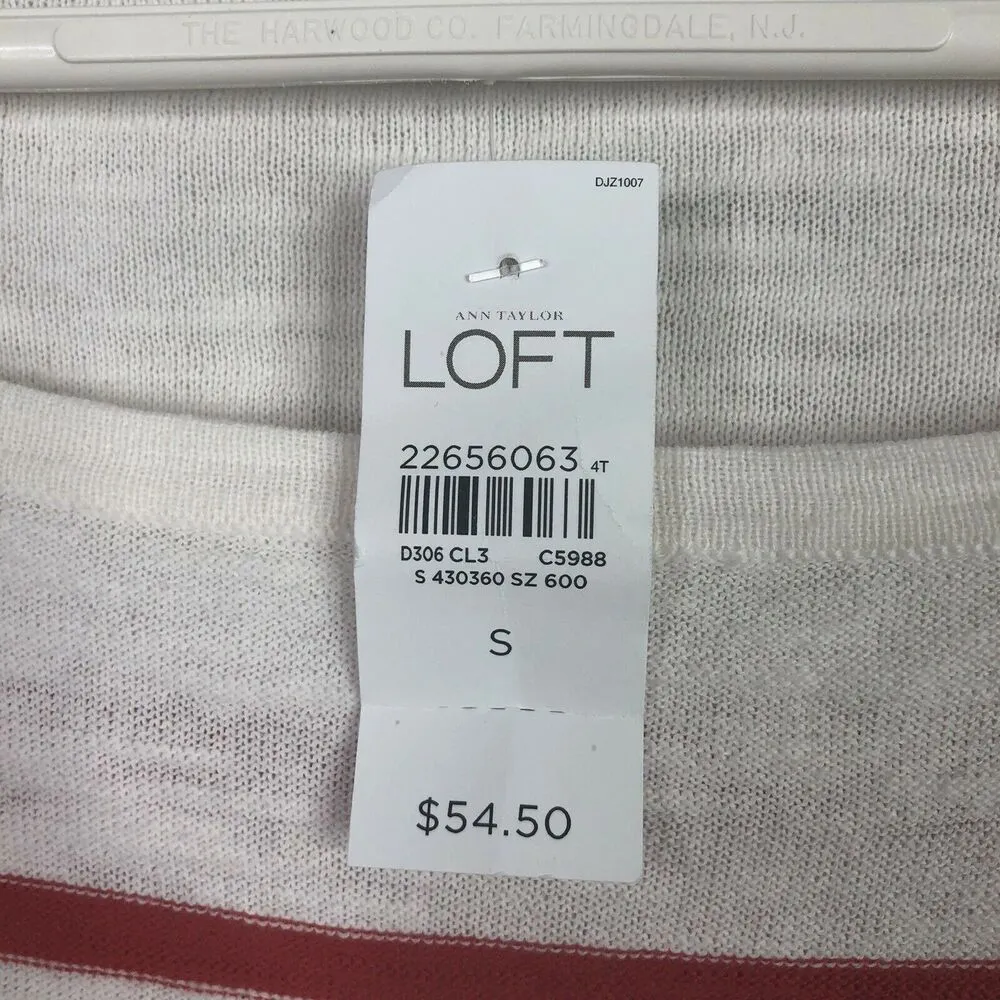 THE HARWOOD CO. FARMINGDALE, N.J.
DJZ1007
ANN TAYLOR
LOFT
22656063 4T
D306 CL3 C5988
S 430360 SZ 600
S
$54.50